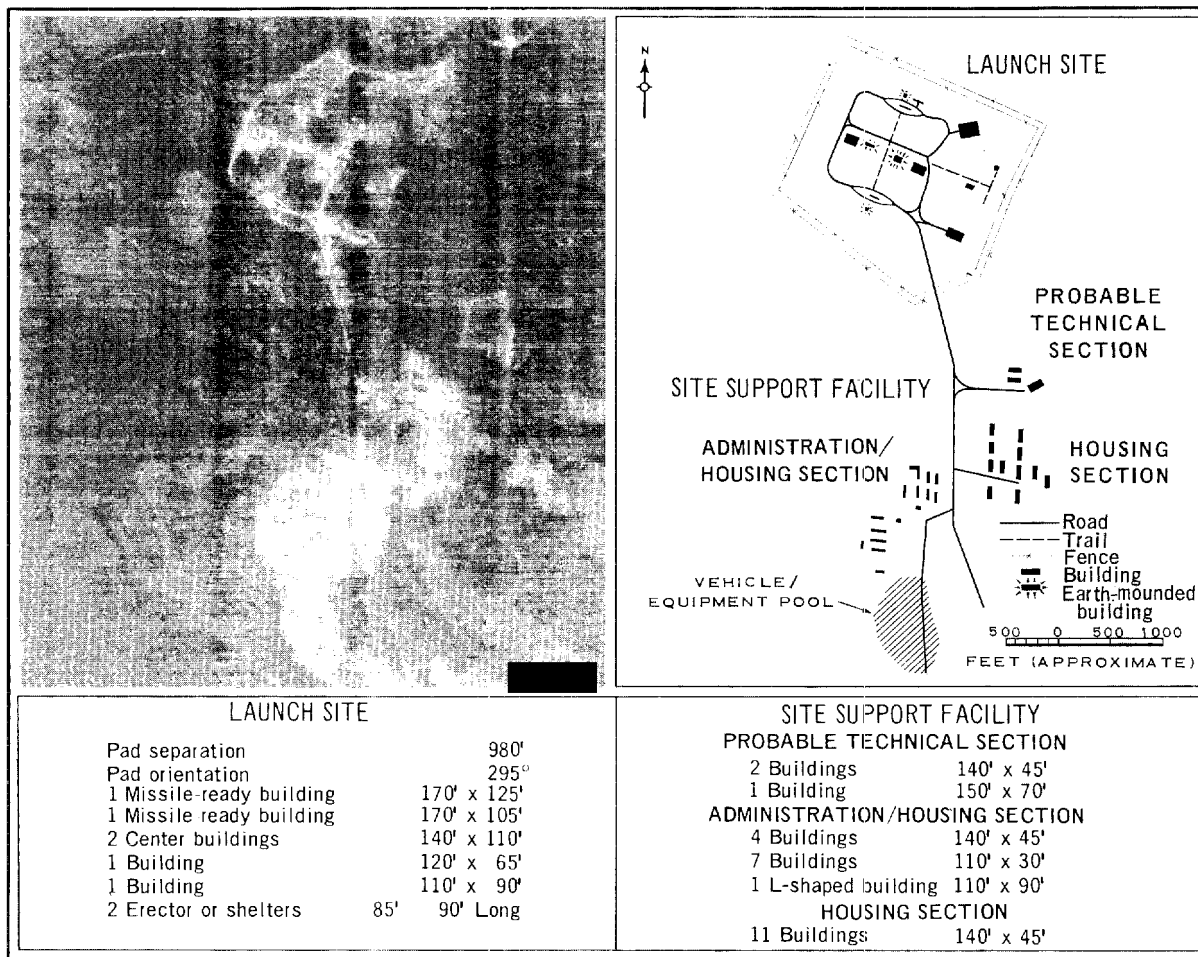 N
LAUNCH SITE
PROBABLE
TECHNICAL
SECTION
SITE SUPPORT FACILITY
ADMINISTRATION/
HOUSING SECTION
HOUSING
SECTION
Road
Trail
Fence
Building
Earth-mounded
building
VEHICLE/
EQUIPMENT POOL
500 0 500 1000
FEET (APPROXIMATE)
LAUNCH SITE
Pad separation 980'
Pad orientation 295°
1 Missile-ready building 170' x 125'
1 Missile-ready building 170' x 105'
2 Center buildings 140' x 110'
1 Building 120' x 65'
1 Building 110' x 90'
2 Erector or shelters 85' 90' Long
SITE SUPPORT FACILITY
PROBABLE TECHNICAL SECTION
2 Buildings 140' x 45'
1 Building 150' x 70'
ADMINISTRATION/HOUSING SECTION
4 Buildings 140' x 45'
7 Buildings 110' x 30'
1 L-shaped building 110' x 90'
HOUSING SECTION
11 Buildings 140' x 45'